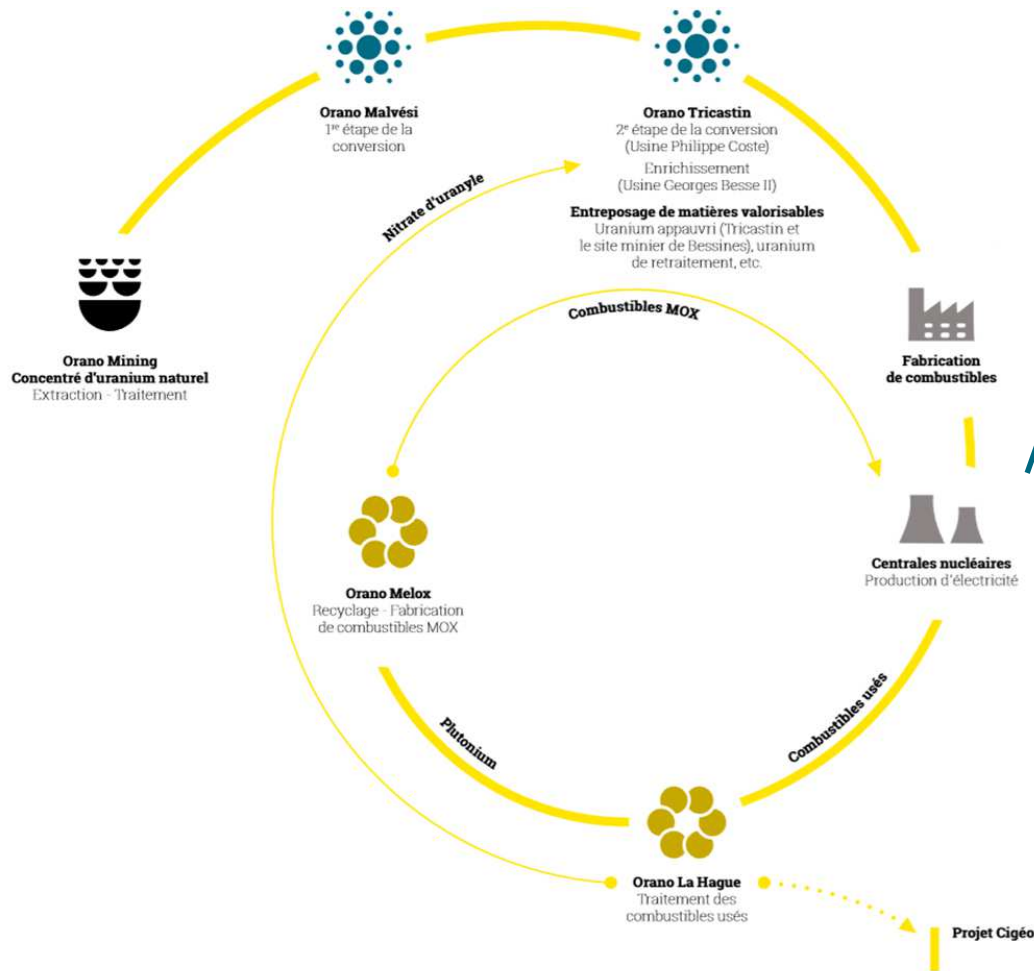 Orano Malvési
1re étape de la
conversion
Orano Tricastin
2e étape de la conversion
(Usine Philippe Coste)
Enrichissement
(Usine Georges Besse II)
Entreposage de matières valorisables
Uranium appauvri (Tricastin et
le site minier de Bessines), uranium
de retraitement, etc.
Nitrate d'uranyle
Combustibles MOX
Orano Mining
Concentré d'uranium naturel
Extraction - Traitement
Fabrication
de combustibles
Centrales nucléaires
Production d'électricité
Orano Melox
Recyclage - Fabrication
de combustibles MOX
Plutonium
Combustibles usés
Orano La Hague
Traitement des
combustibles usés
Projet Cigéo